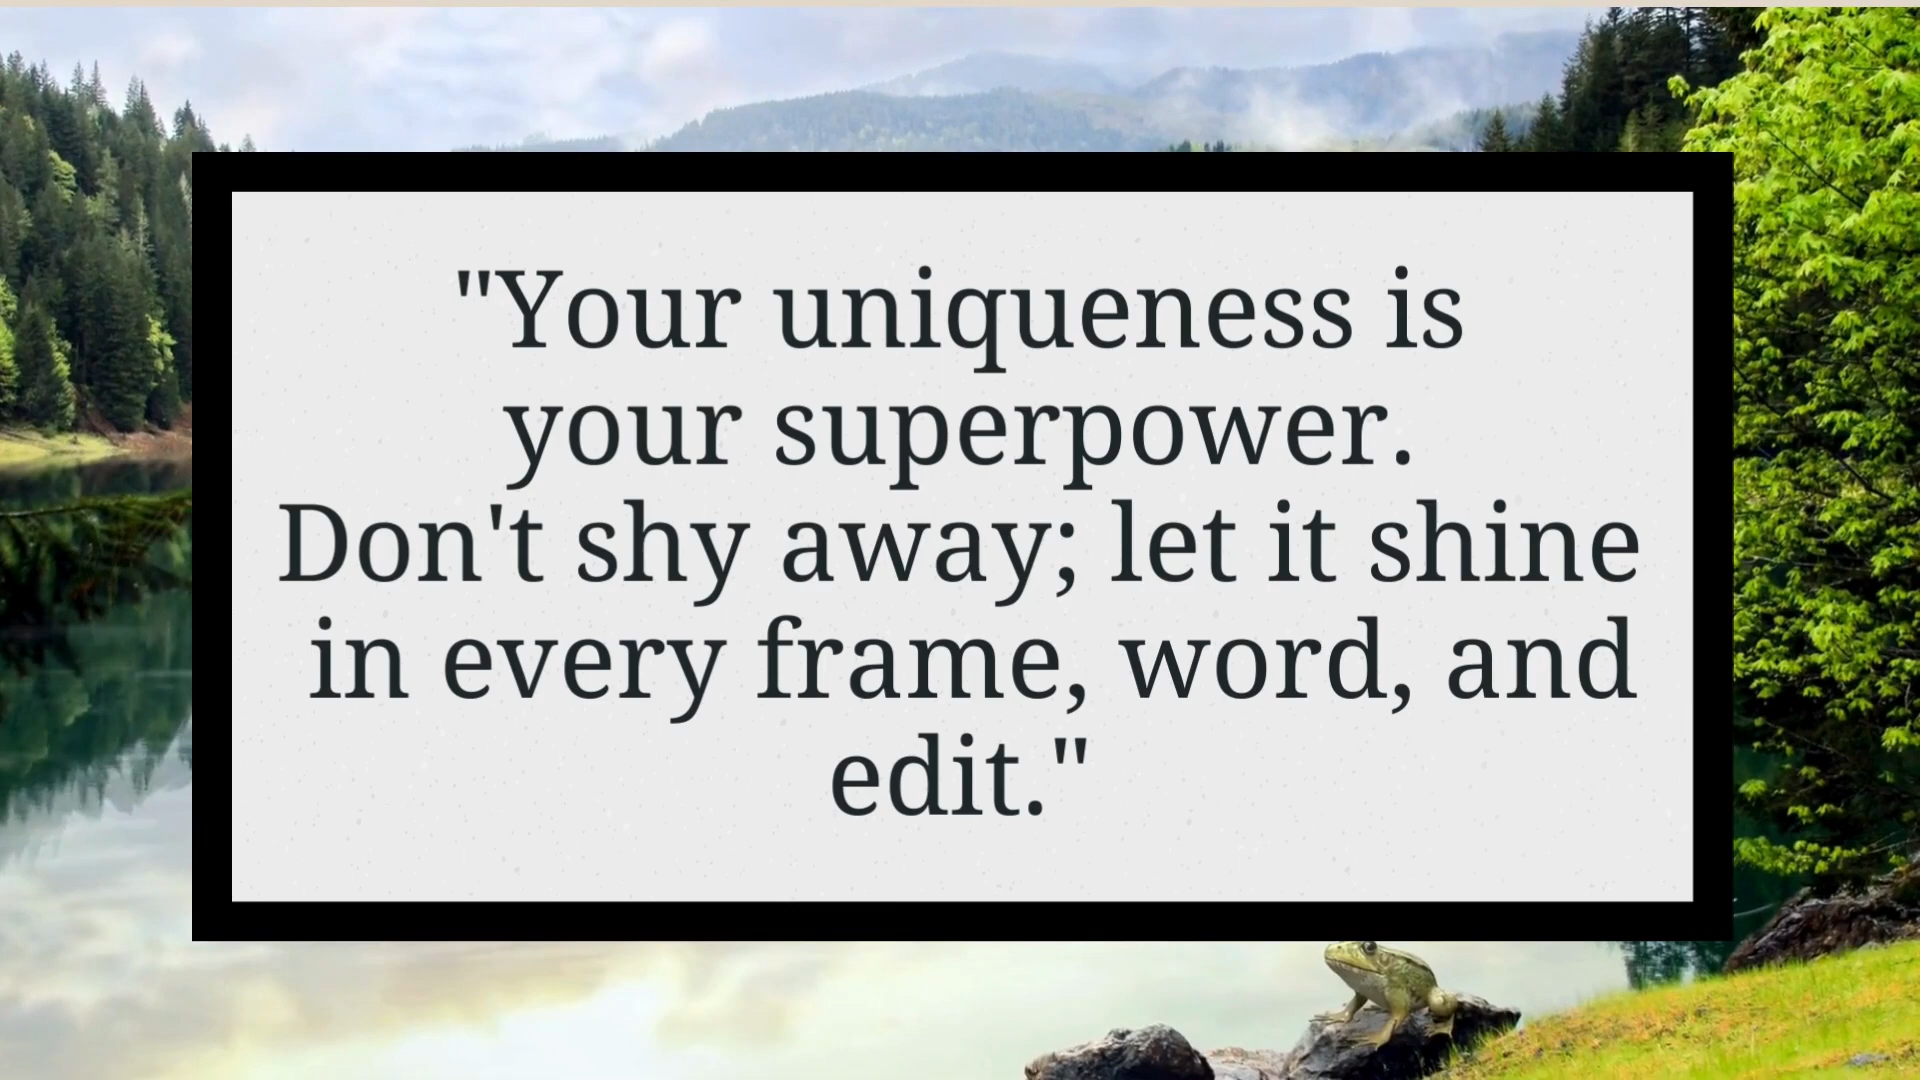 "Your uniqueness is
your superpower.
Don't shy away; let it shine
in every frame, word, and
edit."